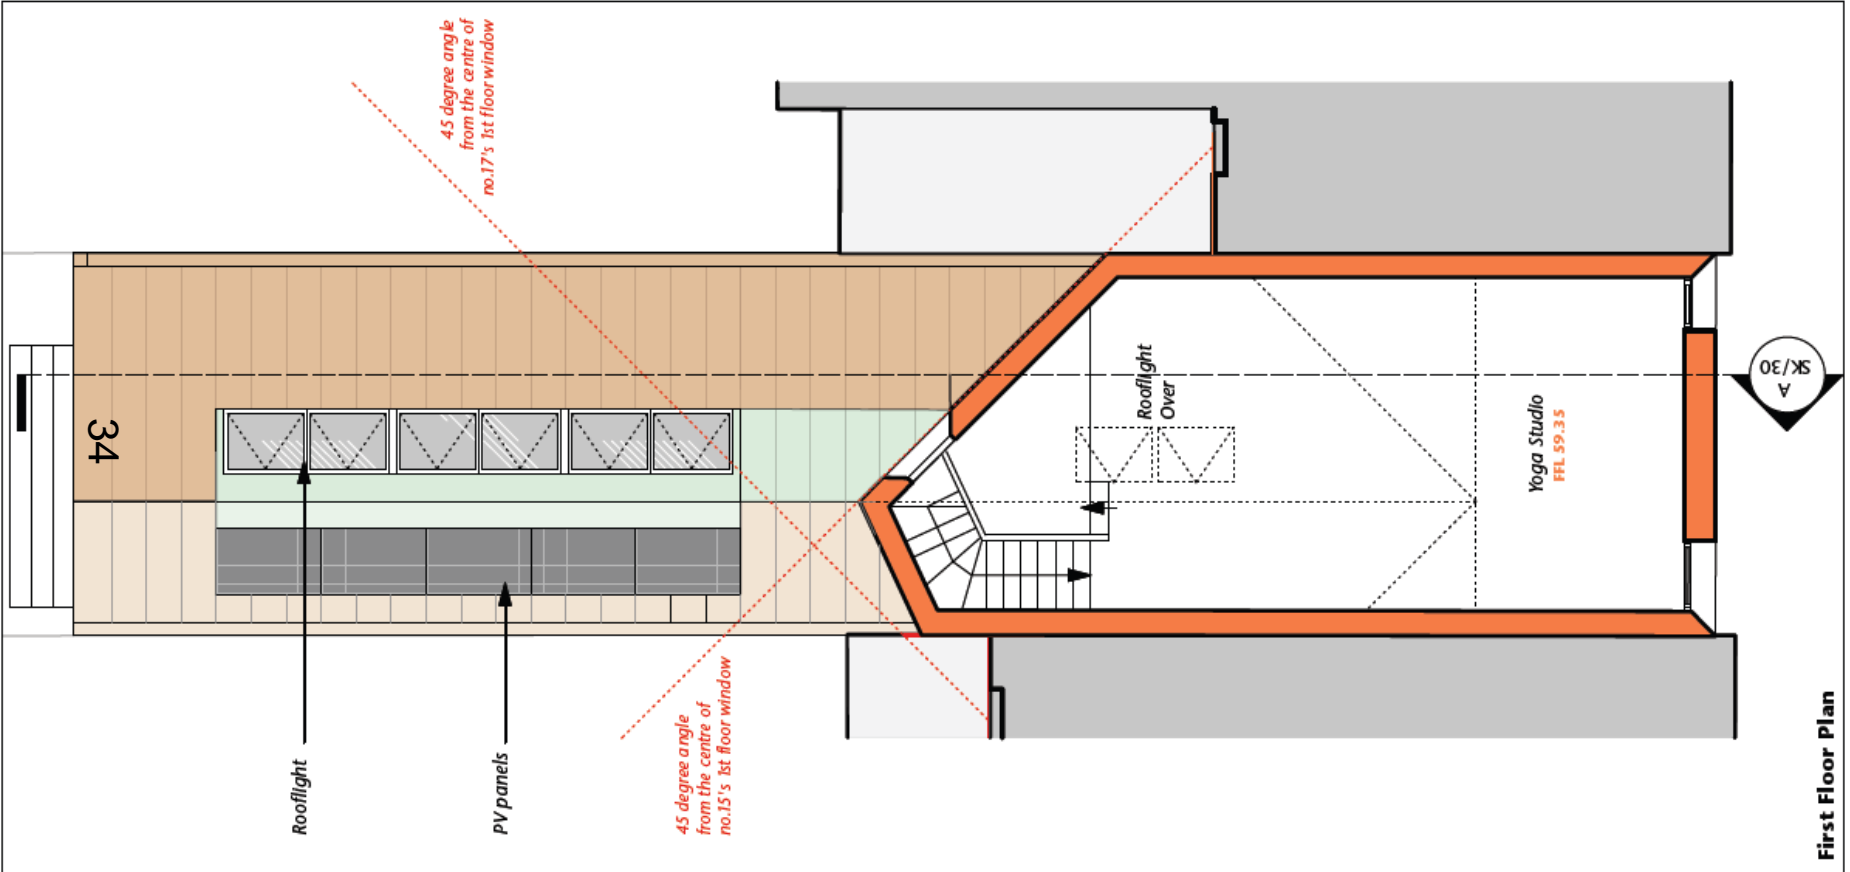 45 degree angle
from the centre of
no.17's 1st floor window
34
Rooflight
Over
Yoga Studio
FFL 59.35
A
SK/30
Rooflight
PV panels
45 degree angle
from the centre of
no.15's 1st floor window
First Floor Plan